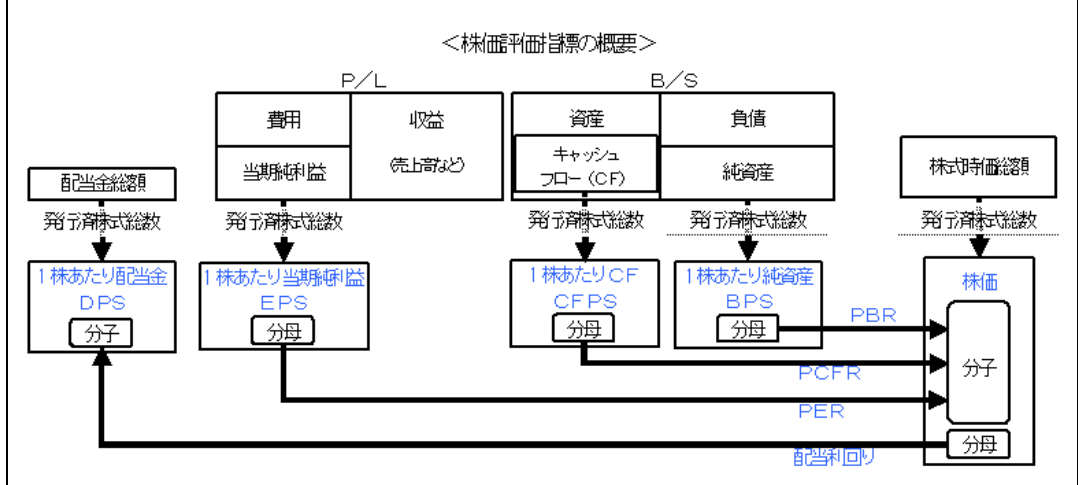 ＜株価評価指標の概要＞
P／L
B／S
費用
収益
資産
負債
当期純利益
(売上高など)
キャッシュ
フロー（CF）
純資産
配当金総額
株式時価総額
発行済株式総数
発行済株式総数
発行済株式総数
発行済株式総数
発行済株式総数
1株あたり配当金
DPS
分子
1株あたり当期純利益
EPS
分母
1株あたりCF
CFPS
分母
1株あたり純資産
BPS
分母
株価
分子
分母
PBR
PCFR
PER
配当利回り